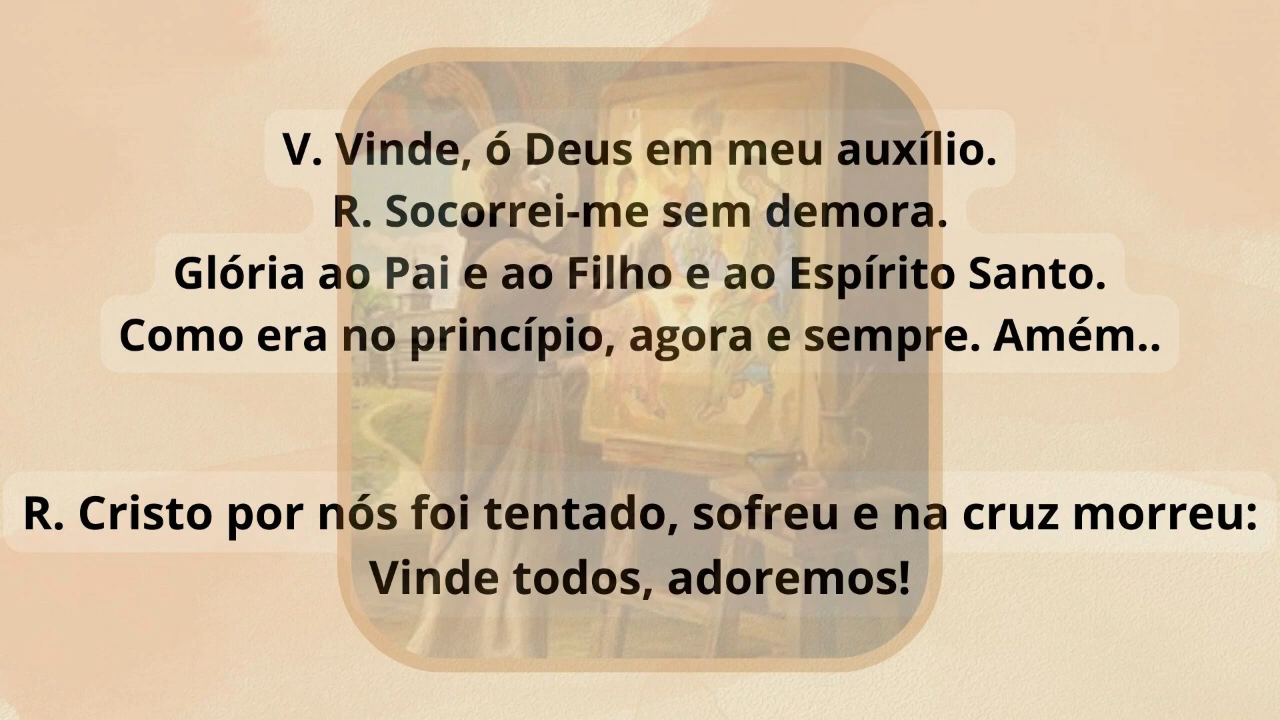 V. Vinde, ó Deus em meu auxílio.
R. Socorrei-me sem demora.
Glória ao Pai e ao Filho e ao Espírito Santo.
Como era no princípio, agora e sempre. Amém..
R. Cristo por nós foi tentado, sofreu e na cruz morreu:
Vinde todos, adoremos!